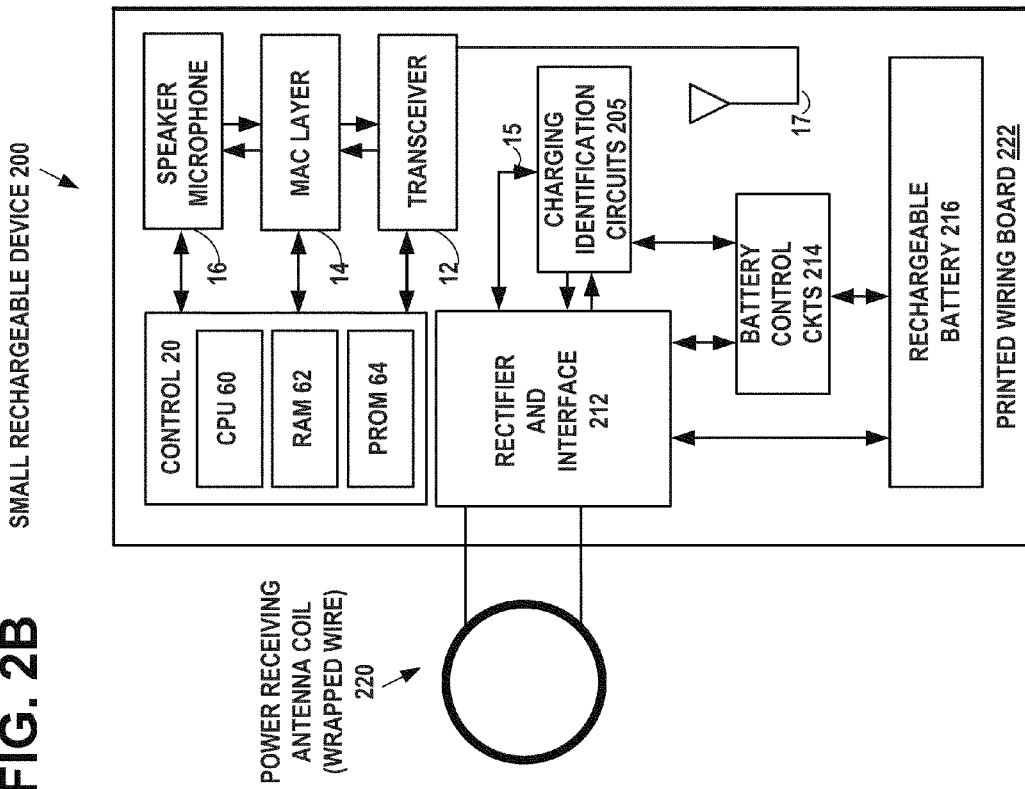 FIG. 2B
SMALL RECHARGEABLE DEVICE 200
POWER RECEIVING
ANTENNA COIL
(WRAPPED WIRE)
220
CONTROL 20
CPU 60
RAM 62
PROM 64
16
14
12
SPEAKER
MICROPHONE
MAC LAYER
TRANSCEIVER
RECTIFIER
AND
INTERFACE
212
15
CHARGING
IDENTIFICATION
CIRCUITS 205
17
BATTERY
CONTROL
CKTS 214
RECHARGEABLE
BATTERY 216
PRINTED WIRING BOARD 222